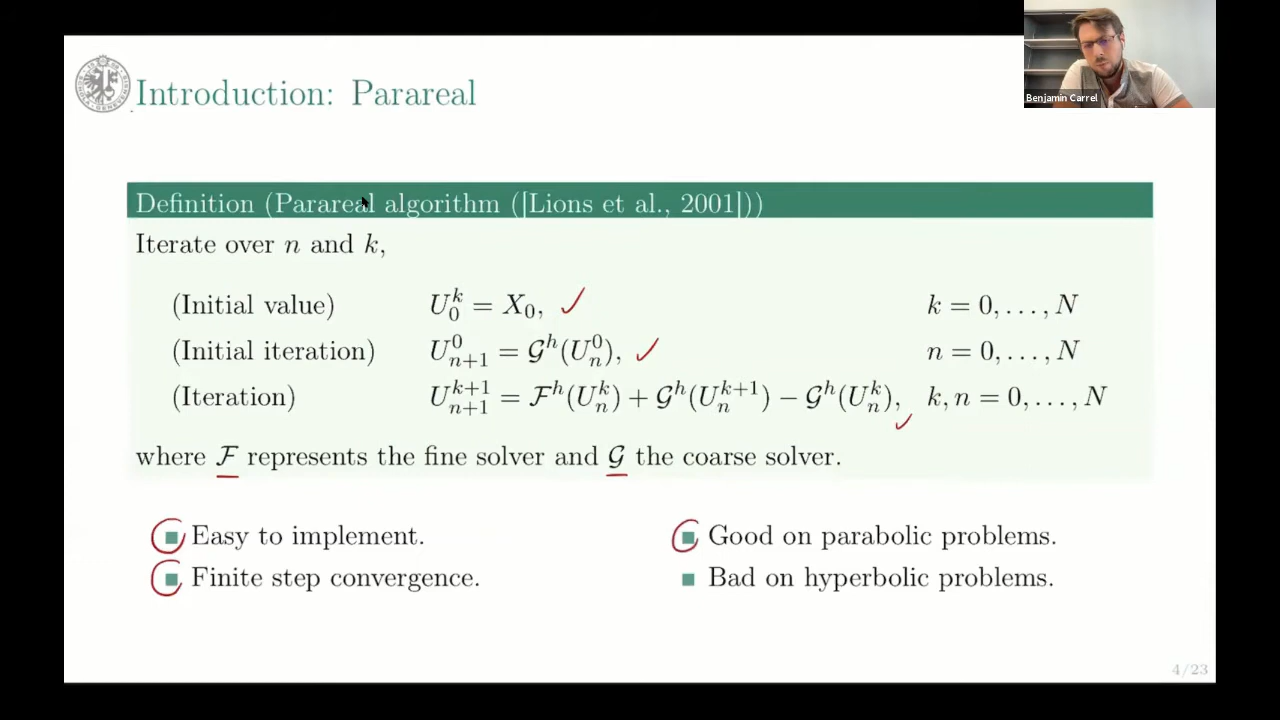 Benjamin Carrel
Introduction: Parareal
Definition (Parareal algorithm ([Lions et al., 2001]))
Iterate over n and k,
(Initial value) U_0^k = X_0, k = 0, . . . , N
(Initial iteration) U_{n+1}^0 = 𝒢^h(U_n^0), n = 0, . . . , N
(Iteration) U_{n+1}^{k+1} = ℱ^h(U_n^k) + 𝒢^h(U_n^{k+1}) − 𝒢^h(U_n^k), k, n = 0, . . . , N
where ℱ represents the fine solver and 𝒢 the coarse solver.
Easy to implement.
Finite step convergence.
Good on parabolic problems.
Bad on hyperbolic problems.
4/23